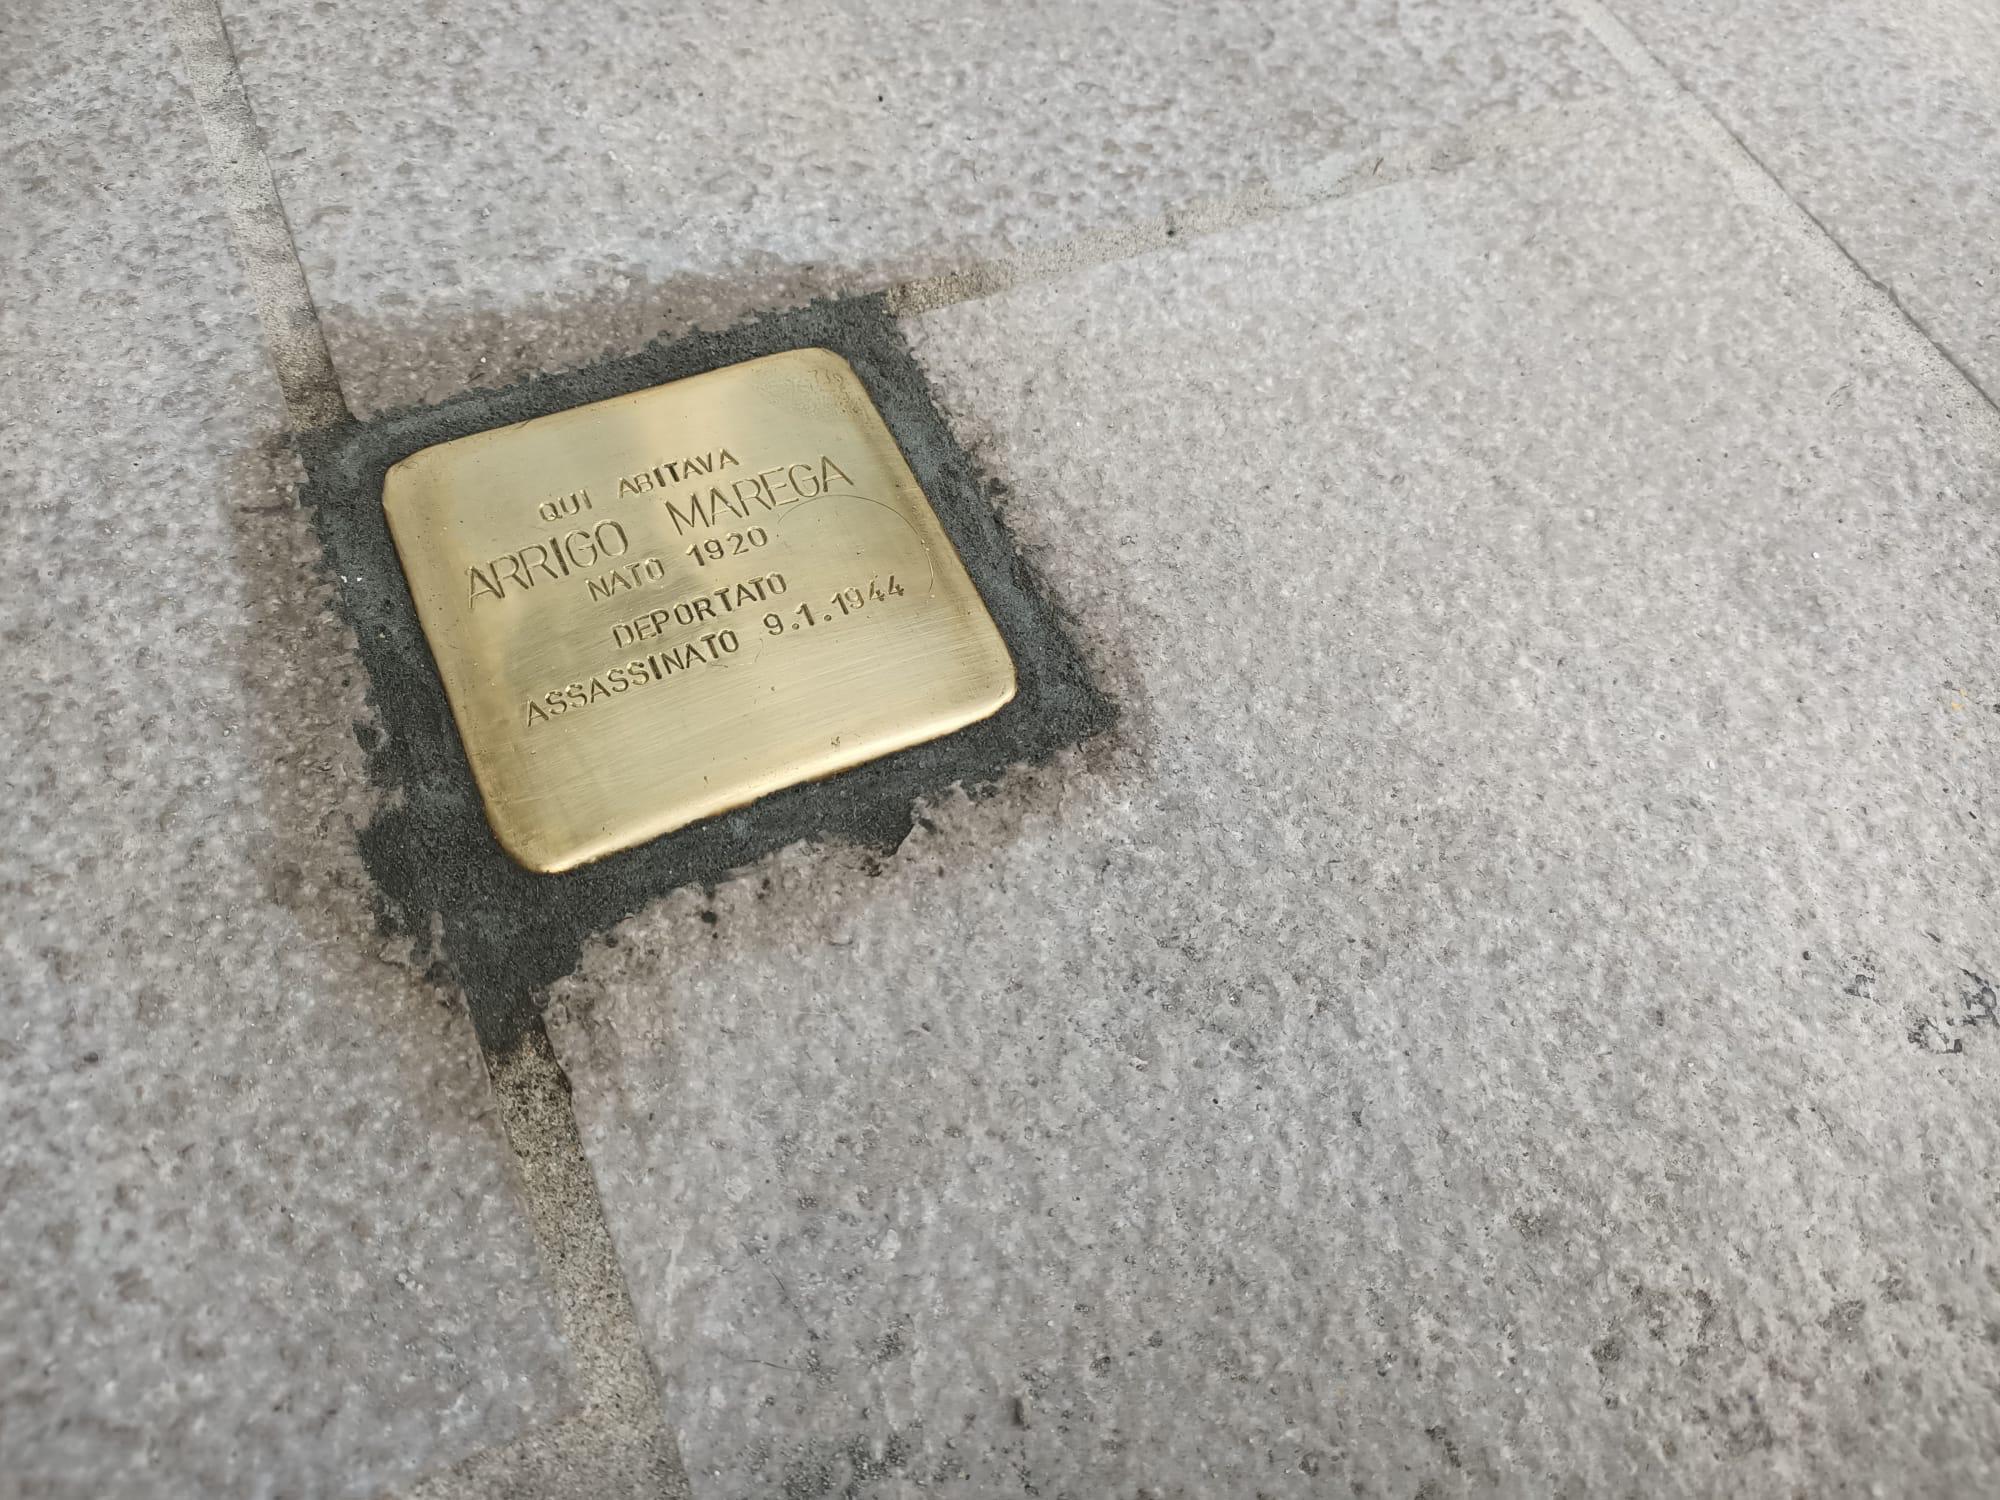 QUI ABITAVA
ARRIGO MAREGA
NATO 1920
DEPORTATO
ASSASSINATO 9.1.1944